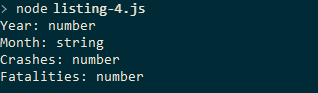 > node listing-4.js
Year: number
Month: string
Crashes: number
Fatalities: number